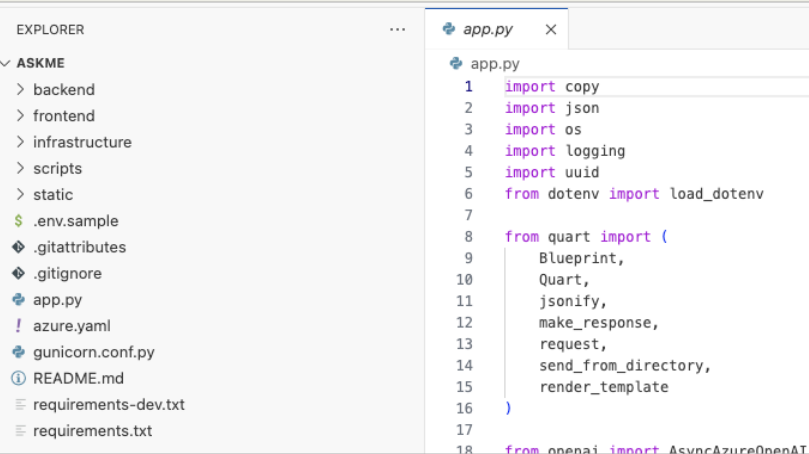 EXPLORER
ASKME
backend
frontend
infrastructure
scripts
static
.env.sample
.gitattributes
.gitignore
app.py
azure.yaml
gunicorn.conf.py
README.md
requirements-dev.txt
requirements.txt
app.py
app.py
1 import copy
2 import json
3 import os
4 import logging
5 import uuid
6 from dotenv import load_dotenv
7
8 from quart import (
9     Blueprint,
10     Quart,
11     jsonify,
12     make_response,
13     request,
14     send_from_directory,
15     render_template
16 )
17
18 from openai import AsyncAzureOpenAI